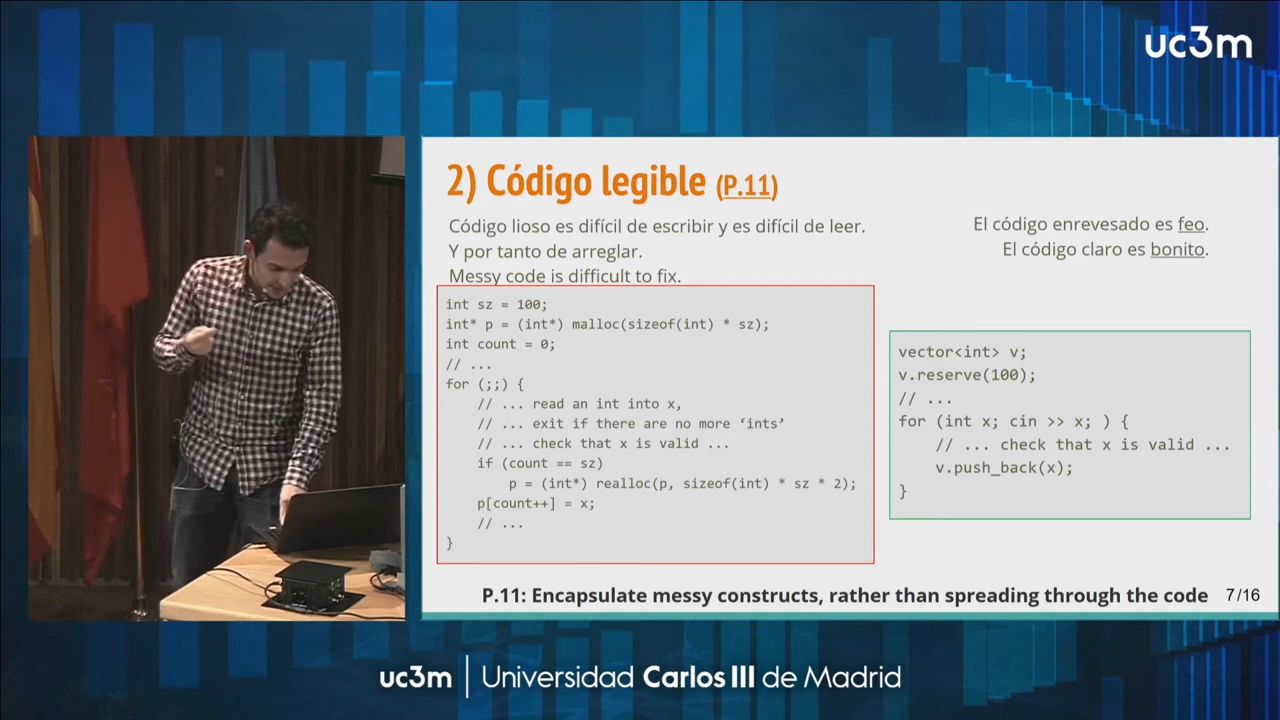 uc3m
2) Código legible (P.11)
Código lioso es difícil de escribir y es difícil de leer.
Y por tanto de arreglar.
Messy code is difficult to fix.
El código enrevesado es feo.
El código claro es bonito.
int sz = 100;
int* p = (int*) malloc(sizeof(int) * sz);
int count = 0;
// ...
for (;;) {
// ... read an int into x,
// ... exit if there are no more ‘ints’
// ... check that x is valid ...
if (count == sz)
p = (int*) realloc(p, sizeof(int) * sz * 2);
p[count++] = x;
// ...
}
vector<int> v;
v.reserve(100);
// ...
for (int x; cin >> x; ) {
// ... check that x is valid ...
v.push_back(x);
}
P.11: Encapsulate messy constructs, rather than spreading through the code
7/16
uc3m | Universidad Carlos III de Madrid